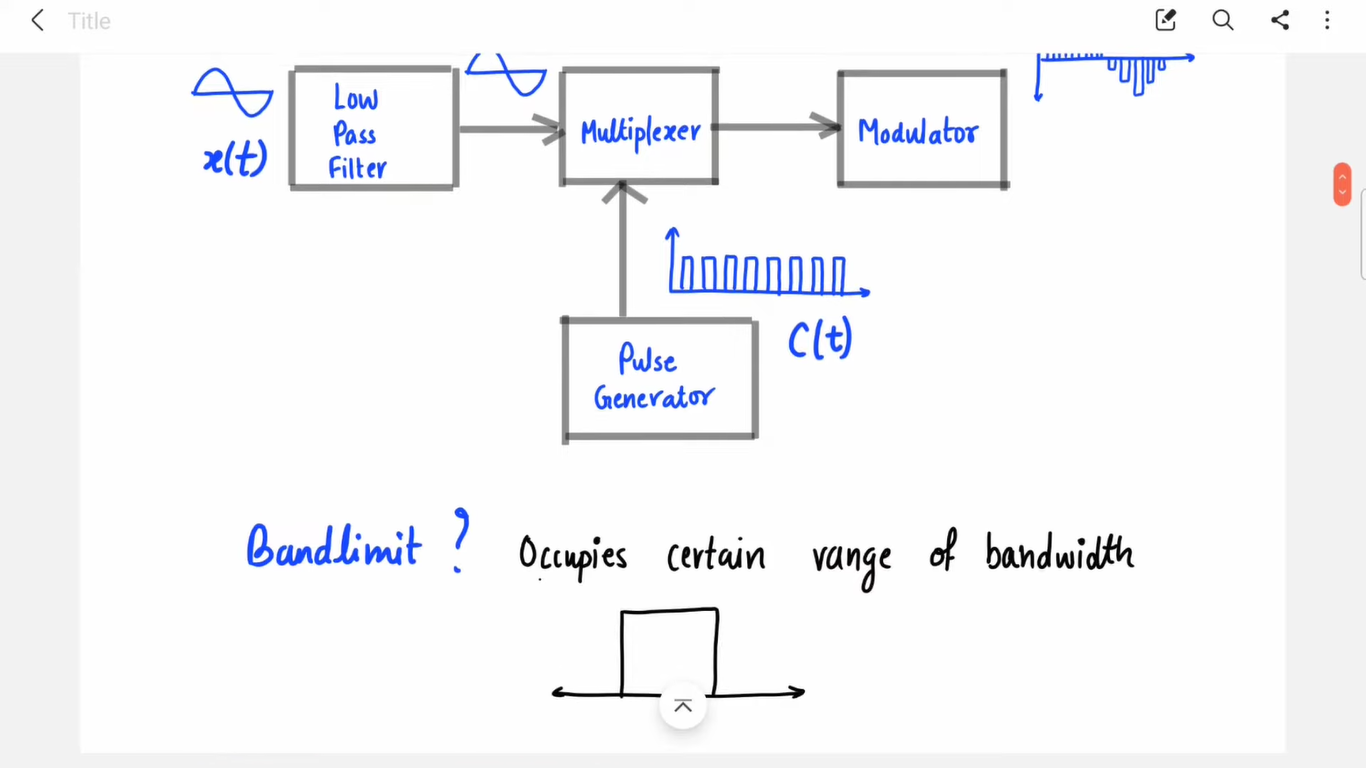 Title
Low
Pass
Filter
x(t)
Multiplexer
Modulator
Pulse
Generator
C(t)
Bandlimit ? Occupies certain range of bandwidth